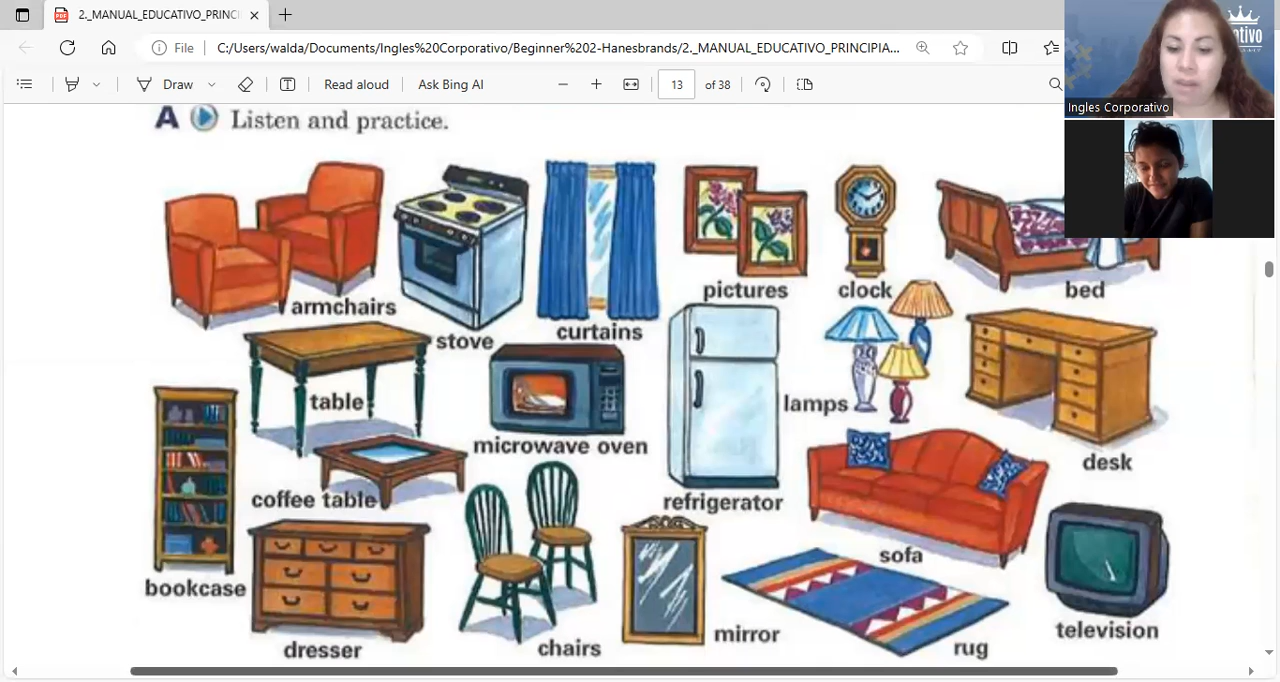 2._MANUAL_EDUCATIVO_PRINCI
File
C:/Users/walda/Documents/Ingles%20Corporativo/Beginner%202-Hanesbrands/2._MANUAL_EDUCATIVO_PRINCIPIA...
Draw
Read aloud
Ask Bing AI
13
of 38
Ingles Corporativo
A Listen and practice.
armchairs
stove
curtains
pictures
clock
bed
table
microwave oven
lamps
desk
coffee table
refrigerator
sofa
bookcase
dresser
chairs
mirror
rug
television